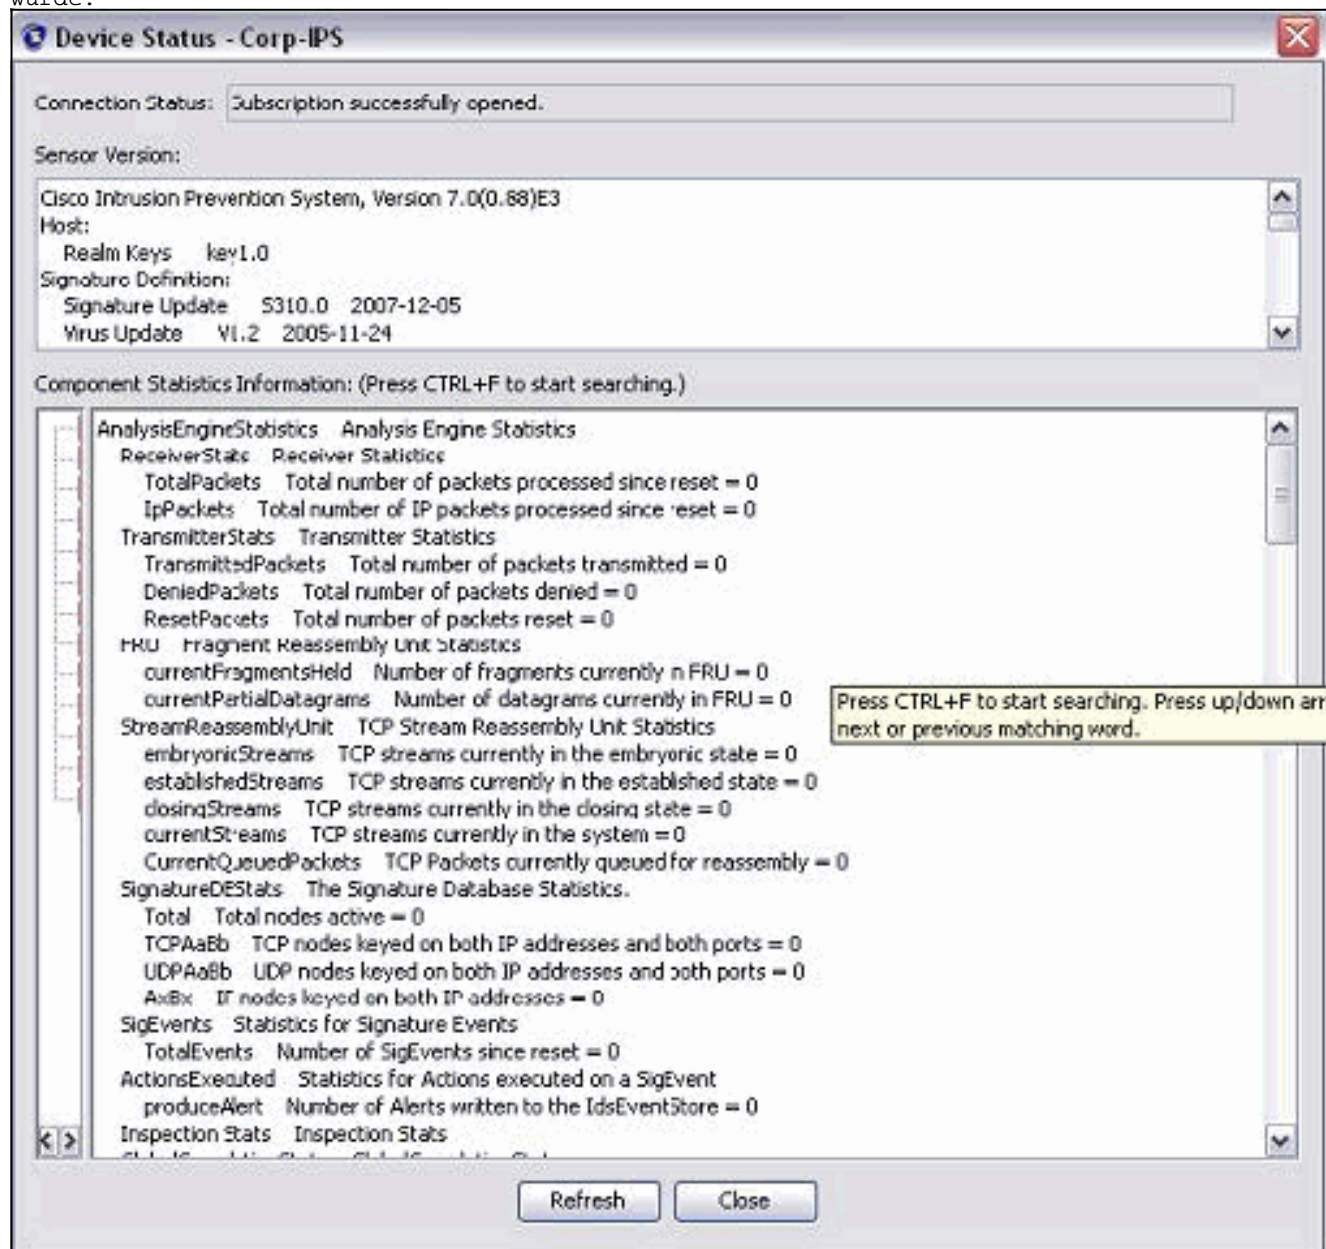 wurde.
Device Status - Corp-IPS
Connection Status: Subscription successfully opened.
Sensor Version:
Cisco Intrusion Prevention System, Version 7.0(0.88)E3
Host:
Realm Keys key1.0
Signature Definition:
Signature Update S310.0 2007-12-05
Virus Update V1.2 2005-11-24
Component Statistics Information: (Press CTRL+F to start searching.)
AnalysisEngineStatistics Analysis Engine Statistics
ReceiverStats Receiver Statistics
TotalPackets Total number of packets processed since reset = 0
IpPackets Total number of IP packets processed since reset = 0
TransmitterStats Transmitter Statistics
TransmittedPackets Total number of packets transmitted = 0
DeniedPackets Total number of packets denied = 0
ResetPackets Total number of packets reset = 0
FRU Fragment Reassembly Unit Statistics
currentFragmentsHeld Number of fragments currently in FRU = 0
currentPartialDatagrams Number of datagrams currently in FRU = 0
Press CTRL+F to start searching. Press up/down arr
next or previous matching word.
StreamReassemblyUnit TCP Stream Reassembly Unit Statistics
embryonicStreams TCP streams currently in the embryonic state = 0
establishedStreams TCP streams currently in the established state = 0
closingStreams TCP streams currently in the closing state = 0
currentStreams TCP streams currently in the system = 0
CurrentQueuedPackets TCP Packets currently queued for reassembly = 0
SignatureDBStats The Signature Database Statistics.
Total Total nodes active = 0
TCPAaBb TCP nodes keyed on both IP addresses and both ports = 0
UDPAaBb UDP nodes keyed on both IP addresses and both ports = 0
AxBx IP nodes keyed on both IP addresses = 0
SigEvents Statistics for Signature Events
TotalEvents Number of SigEvents since reset = 0
ActionsExecuted Statistics for Actions executed on a SigEvent
produceAlert Number of Alerts written to the IdsEventStore = 0
Inspection Stats Inspection Stats
Refresh
Close